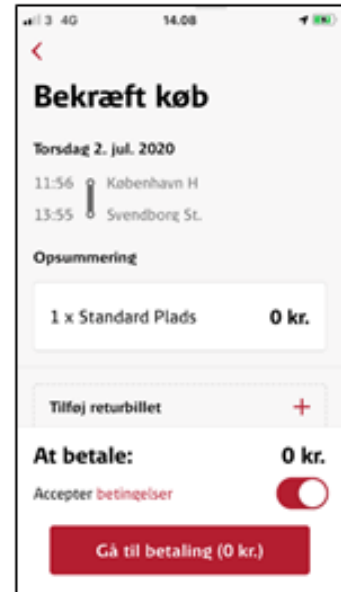 3 4G 14.08
Bekræft køb
Torsdag 2. jul. 2020
11:56 København H
13:55 Svendborg St.
Opsummering
1 x Standard Plads 0 kr.
Tilføj returbillet +
At betale: 0 kr.
Accepter betingelser
Gå til betaling (0 kr.)